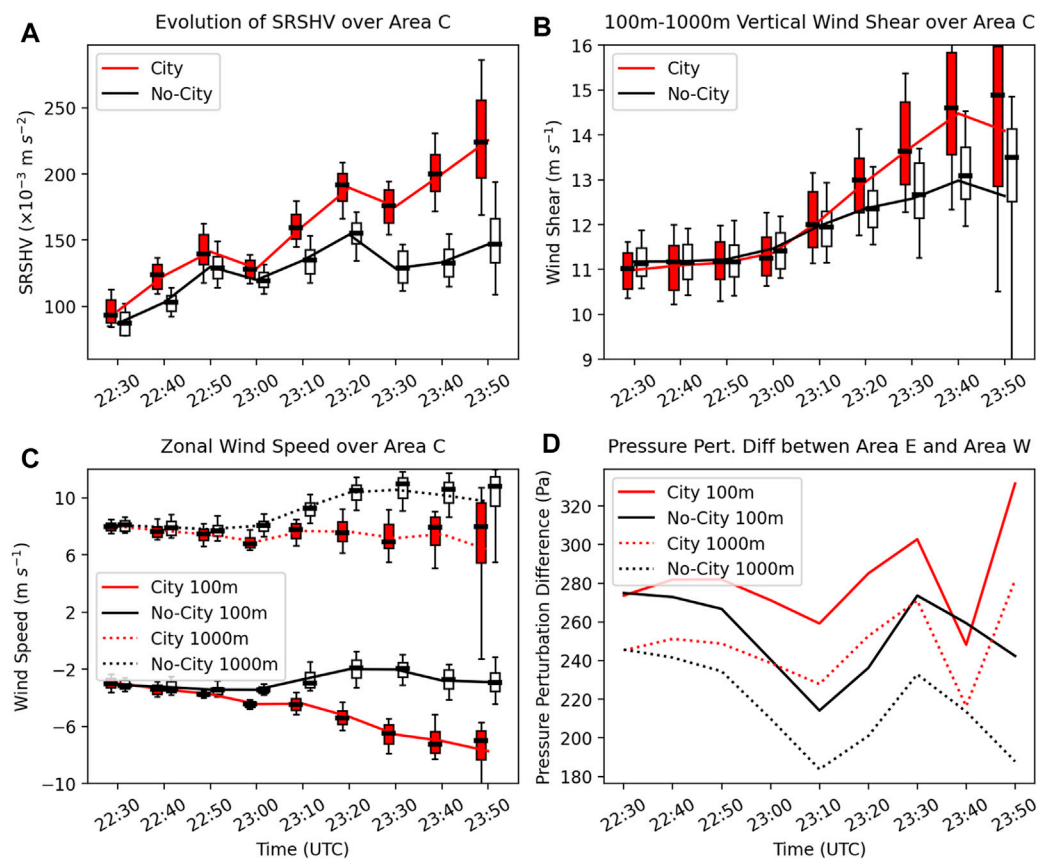 A
Evolution of SRSHV over Area C
SRSHV (×10⁻³ m s⁻²)
250
200
150
100
City
No-City
22:30
22:40
22:50
23:00
23:10
23:20
23:30
23:40
23:50
B
100m-1000m Vertical Wind Shear over Area C
Wind Shear (m s⁻¹)
16
15
14
13
12
11
10
9
City
No-City
22:30
22:40
22:50
23:00
23:10
23:20
23:30
23:40
23:50
C
Zonal Wind Speed over Area C
Wind Speed (m s⁻¹)
10
6
2
−2
−6
−10
City 100m
No-City 100m
City 1000m
No-City 1000m
22:30
22:40
22:50
23:00
23:10
23:20
23:30
23:40
23:50
Time (UTC)
D
Pressure Pert. Diff betwen Area E and Area W
Pressure Perturbation Difference (Pa)
320
300
280
260
240
220
200
180
City 100m
No-City 100m
City 1000m
No-City 1000m
22:30
22:40
22:50
23:00
23:10
23:20
23:30
23:40
23:50
Time (UTC)